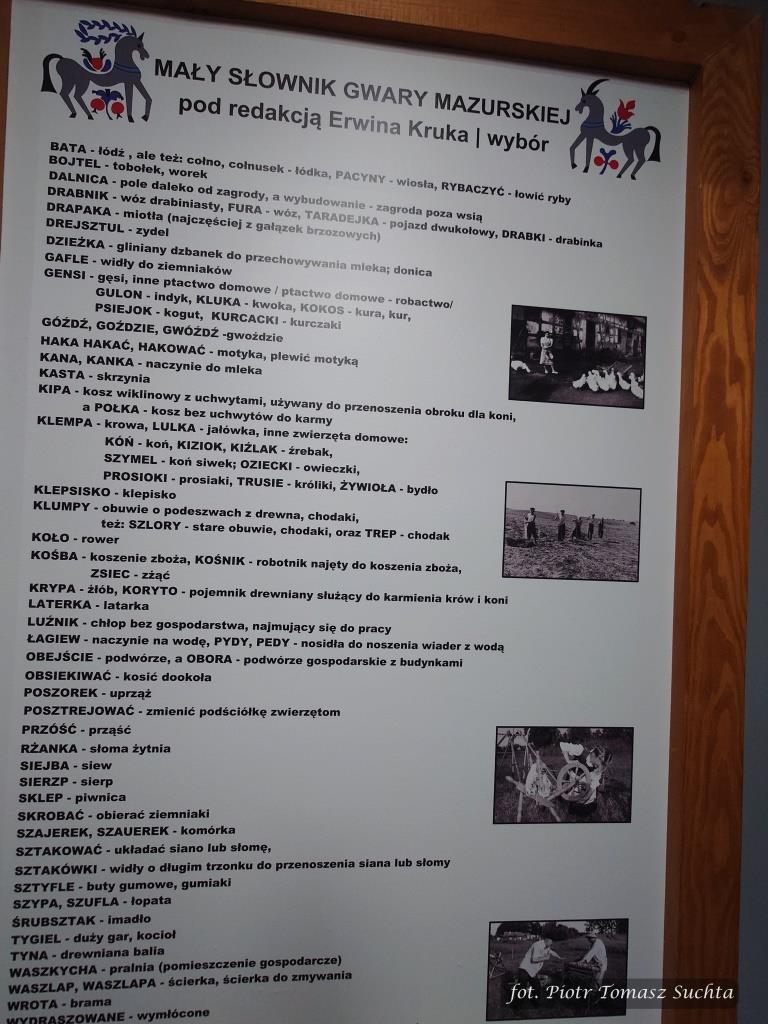 MAŁY SŁOWNIK GWARY MAZURSKIEJ
pod redakcją Erwina Kruka | wybór
BATA - łódź , ale też: cołno, cołnusek - łódka, PACYNY - wiosła, RYBACZYĆ - łowić ryby
BOJTEL - tobołek, worek
DALNICA - pole daleko od zagrody, a wybudowanie - zagroda poza wsią
DRABNIK - wóz drabiniasty, FURA - wóz, TARADEJKA - pojazd dwukołowy, DRABKI - drabinka
DRAPAKA - miotła (najczęściej z gałązek brzozowych)
DREJSZTUL - zydel
DZIEŻKA - gliniany dzbanek do przechowywania mleka; donica
GAFLE - widły do ziemniaków
GENSI - gęsi, inne ptactwo domowe / ptactwo domowe - robactwo/
GULON - indyk, KLUKA - kwoka, KOKOS - kura, kur,
PSIEJOK - kogut, KURCACKI - kurczaki
GÓŹDŹ, GOŹDZIE, GWÓŹDŹ -gwoździe
HAKA HAKAĆ, HAKOWAĆ - motyka, plewić motyką
KANA, KANKA - naczynie do mleka
KASTA - skrzynia
KIPA - kosz wiklinowy z uchwytami, używany do przenoszenia obroku dla koni,
a POŁKA - kosz bez uchwytów do karmy
KLEMPA - krowa, LULKA - jałówka, inne zwierzęta domowe:
KÓŃ - koń, KIZIOK, KIŹLAK - źrebak,
SZYMEL - koń siwek; OZIECKI - owieczki,
PROSIOKI - prosiaki, TRUSIE - króliki, ŻYWIOŁA - bydło
KLEPSISKO - klepisko
KLUMPY - obuwie o podeszwach z drewna, chodaki,
też: SZLORY - stare obuwie, chodaki, oraz TREP - chodak
KOŁO - rower
KOŚBA - koszenie zboża, KOŚNIK - robotnik najęty do koszenia zboża,
ZSIEC - zżąć
KRYPA - żłób, KORYTO - pojemnik drewniany służący do karmienia krów i koni
LATERKA - latarka
LUŹNIK - chłop bez gospodarstwa, najmujący się do pracy
ŁAGIEW - naczynie na wodę, PYDY, PEDY - nosidła do noszenia wiader z wodą
OBEJŚCIE - podwórze, a OBORA - podwórze gospodarskie z budynkami
OBSIEKIWAĆ - kosić dookoła
POSZOREK - uprząż
POSZTREJOWAĆ - zmienić podściółkę zwierzętom
PRZÓŚĆ - prząść
RŻANKA - słoma żytnia
SIEJBA - siew
SIERZP - sierp
SKLEP - piwnica
SKROBAĆ - obierać ziemniaki
SZAJEREK, SZAUEREK - komórka
SZTAKOWAĆ - układać siano lub słomę,
SZTAKÓWKI - widły o długim trzonku do przenoszenia siana lub słomy
SZTYFLE - buty gumowe, gumiaki
SZYPA, SZUFLA - łopata
ŚRUBSZTAK - imadło
TYGIEL - duży gar, kocioł
TYNA - drewniana balia
WASZKYCHA - pralnia (pomieszczenie gospodarcze)
WASZLAP, WASZLAPA - ścierka, ścierka do zmywania
WROTA - brama
WYDRASZOWANE - wymłócone
fot. Piotr Tomasz Suchta